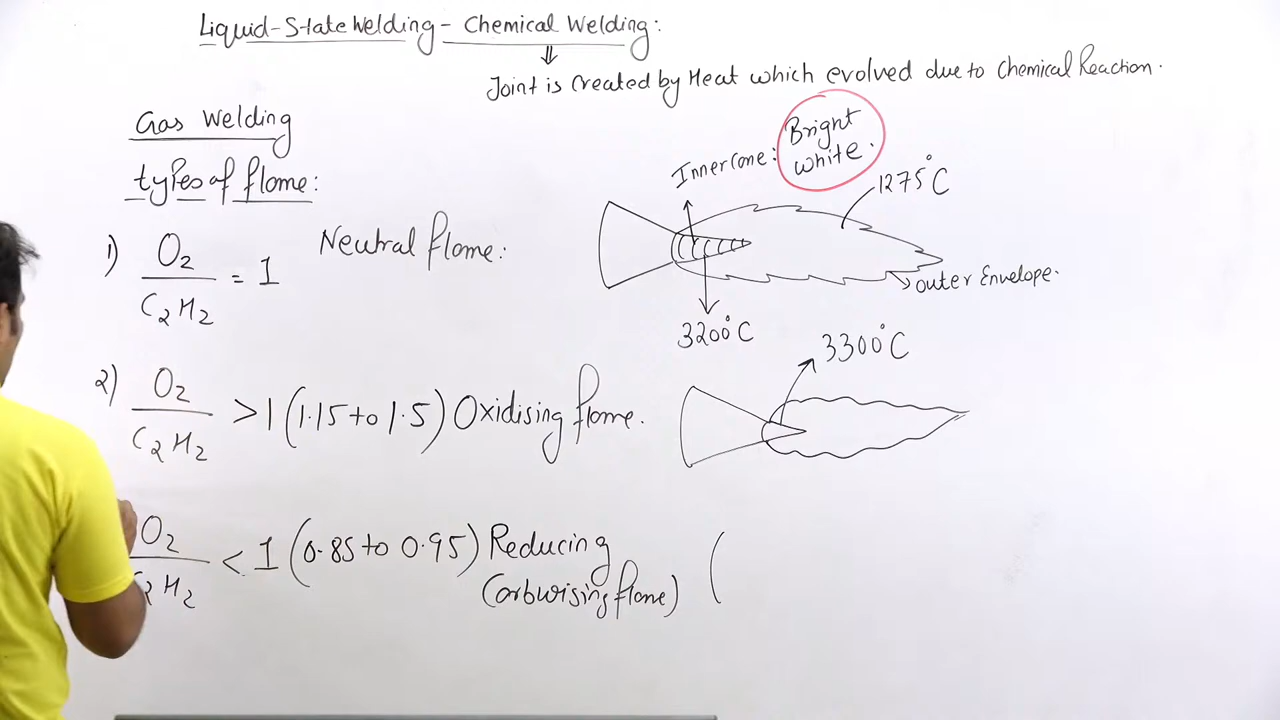 Liquid-State Welding - Chemical Welding:
⇓
Joint is Created by Heat which evolved due to Chemical Reaction.
Gas Welding
types of flame:
Inner Cone: Bright white.
1275°C
1) O₂/C₂H₂ = 1 Neutral flame:
outer Envelope.
3200°C
3300°C
2) O₂/C₂H₂ >1 (1.15 to 1.5) Oxidising flame.
O₂/C₂H₂ < 1 (0.85 to 0.95) Reducing (
(Carburising flame)